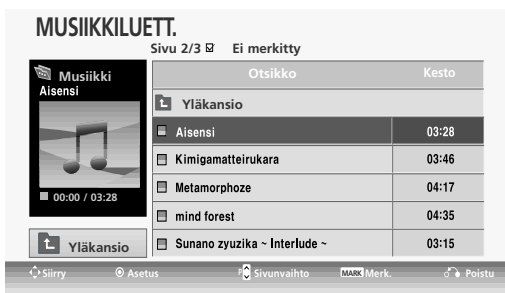 MUSIIKKILUETT.
Sivu 2/3 Ei merkitty
Musiikki
Aisensi
00:00 / 03:28
Yläkansio
Otsikko Kesto
Yläkansio
Aisensi 03:28
Kimigamatteirukara 03:46
Metamorphoze 04:17
mind forest 04:35
Sunano zyuzika ~ Interlude ~ 03:15
Siirry Asetus P Sivunvaihto MARK Merk. Poistu